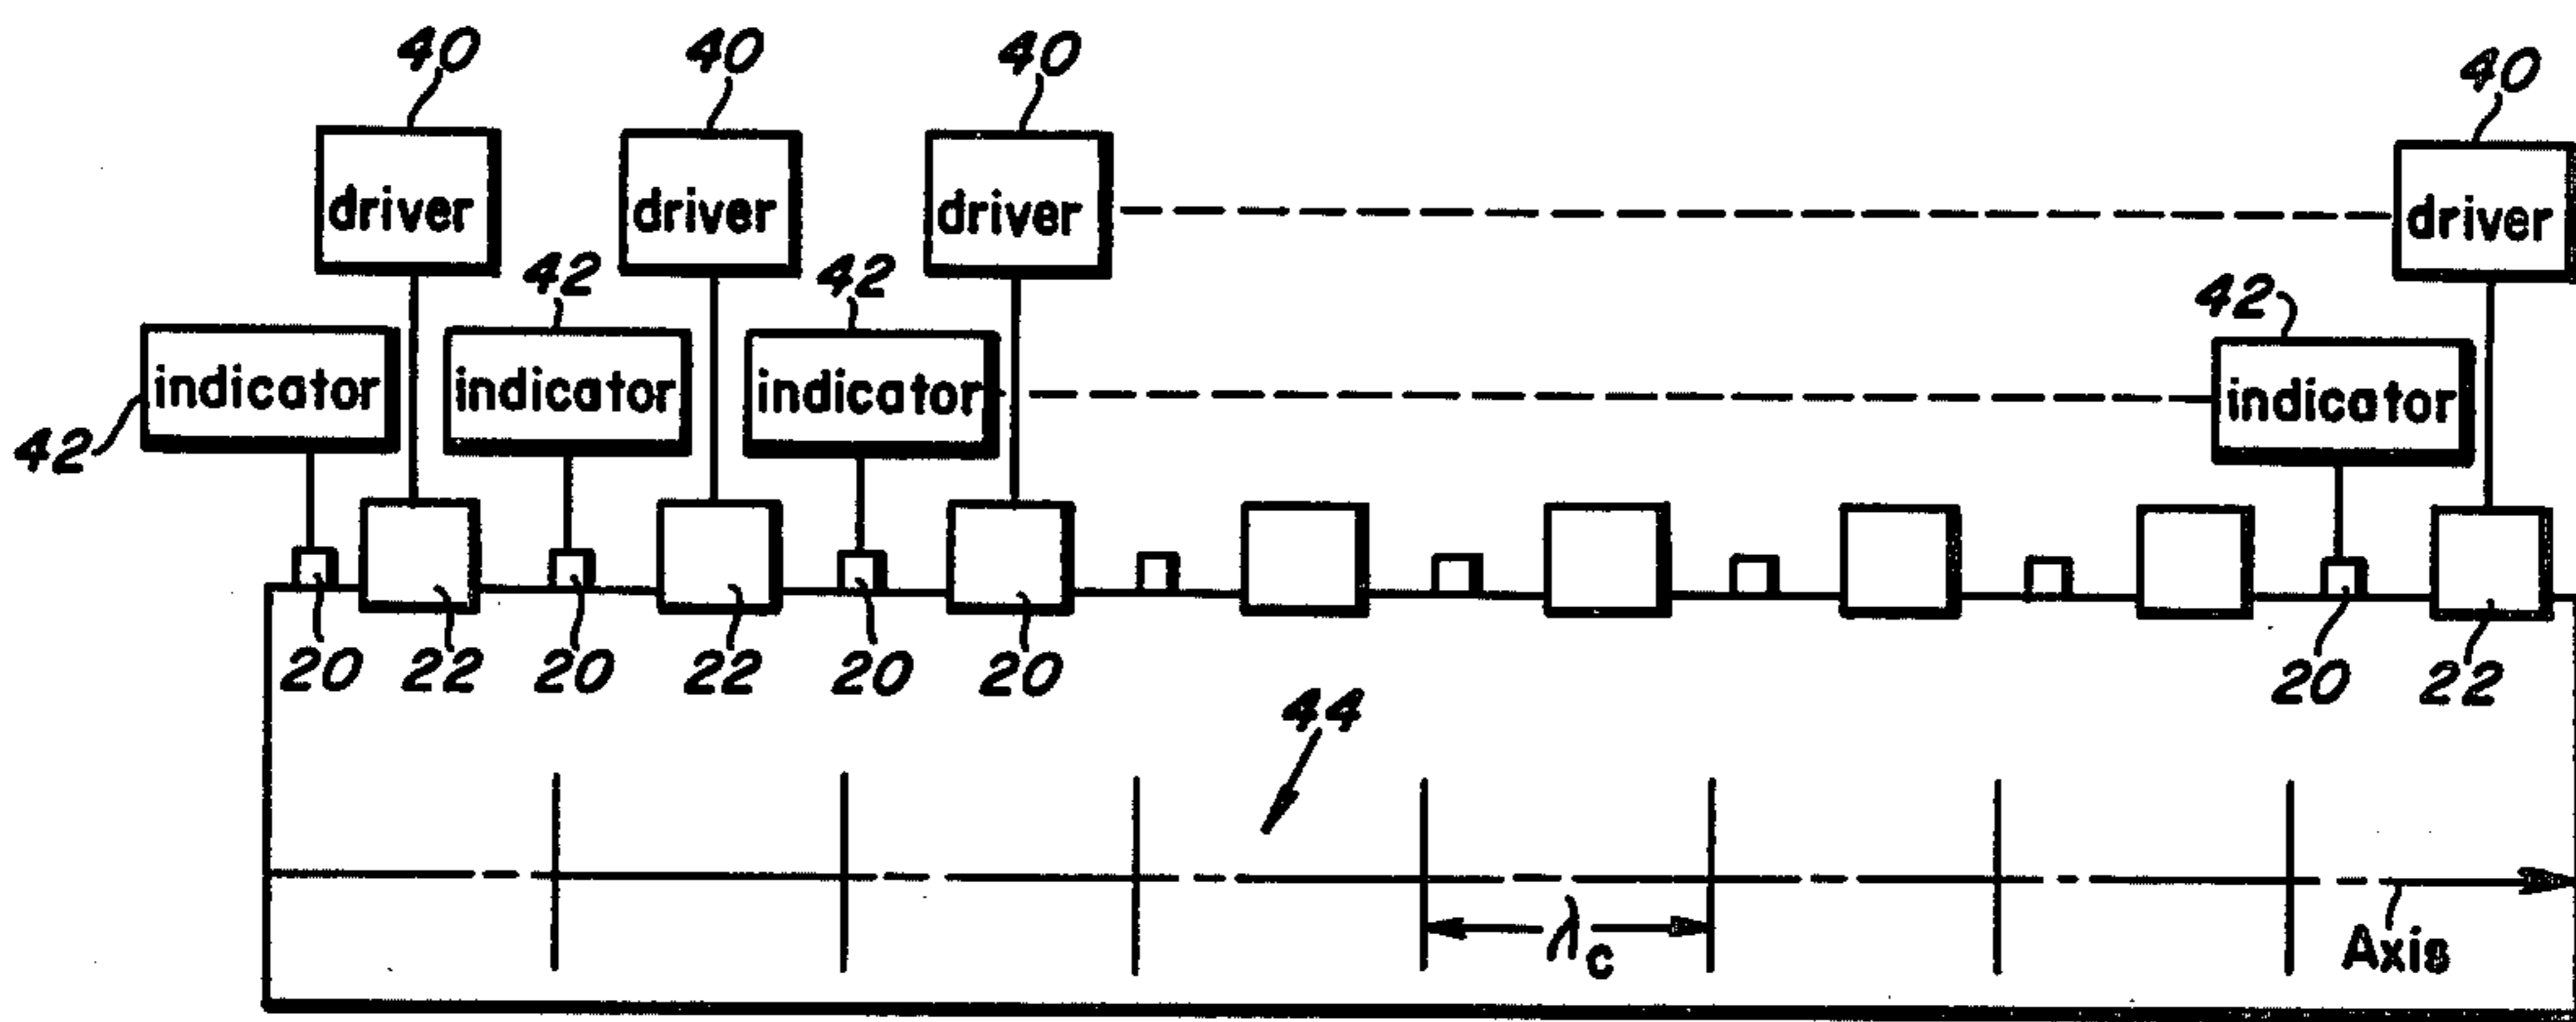 40 40 40 40
driver driver driver driver
42 42 42
indicator indicator indicator indicator
42
20 22 20 22 20 20 20 22
44
λc
Axis